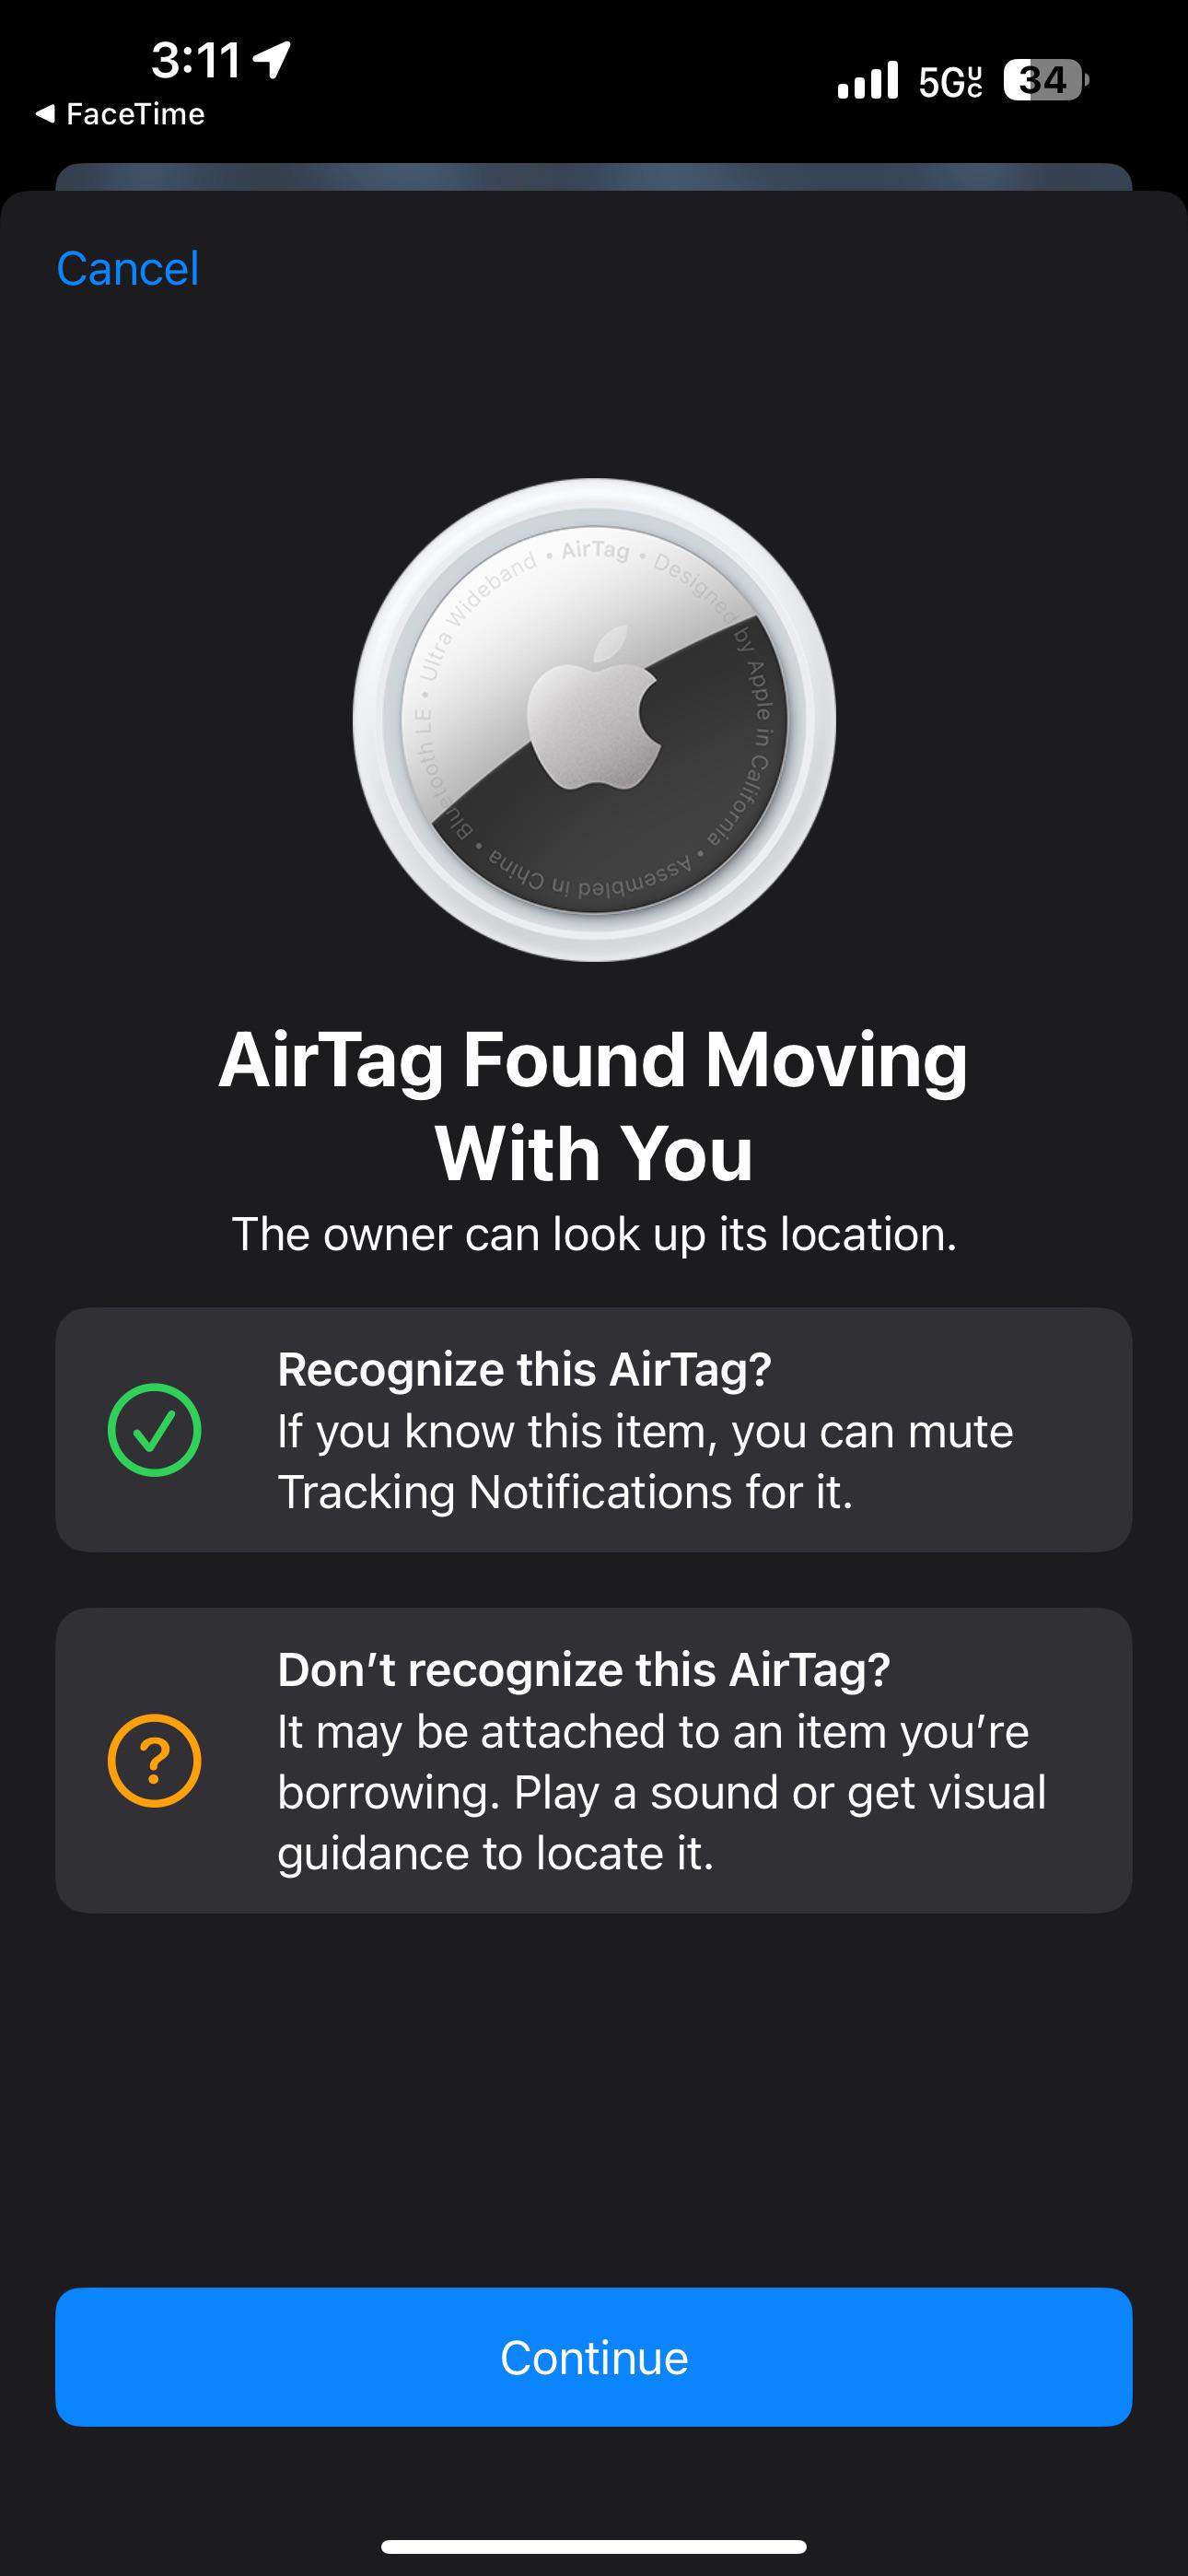 3:11
5GUC
34
FaceTime
Cancel
AirTag • Designed by Apple in California • Assembled in China • Bluetooth LE • Ultra Wideband •
AirTag Found Moving
With You
The owner can look up its location.
Recognize this AirTag?
If you know this item, you can mute
Tracking Notifications for it.
Don’t recognize this AirTag?
It may be attached to an item you’re
borrowing. Play a sound or get visual
guidance to locate it.
Continue